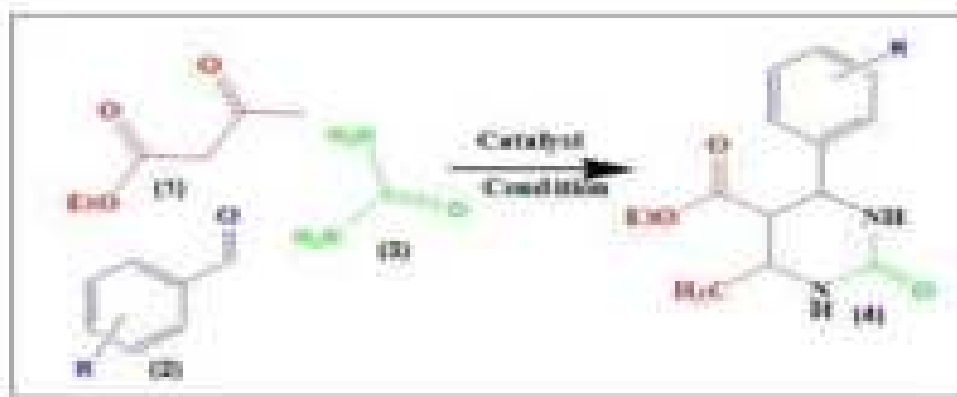 O
O
EtO
(1)
H₂N
H₂N
O
(3)
O
R
(2)
Catalyst
Condition
R
O
EtO
H₃C
NH
N
H
O
(4)